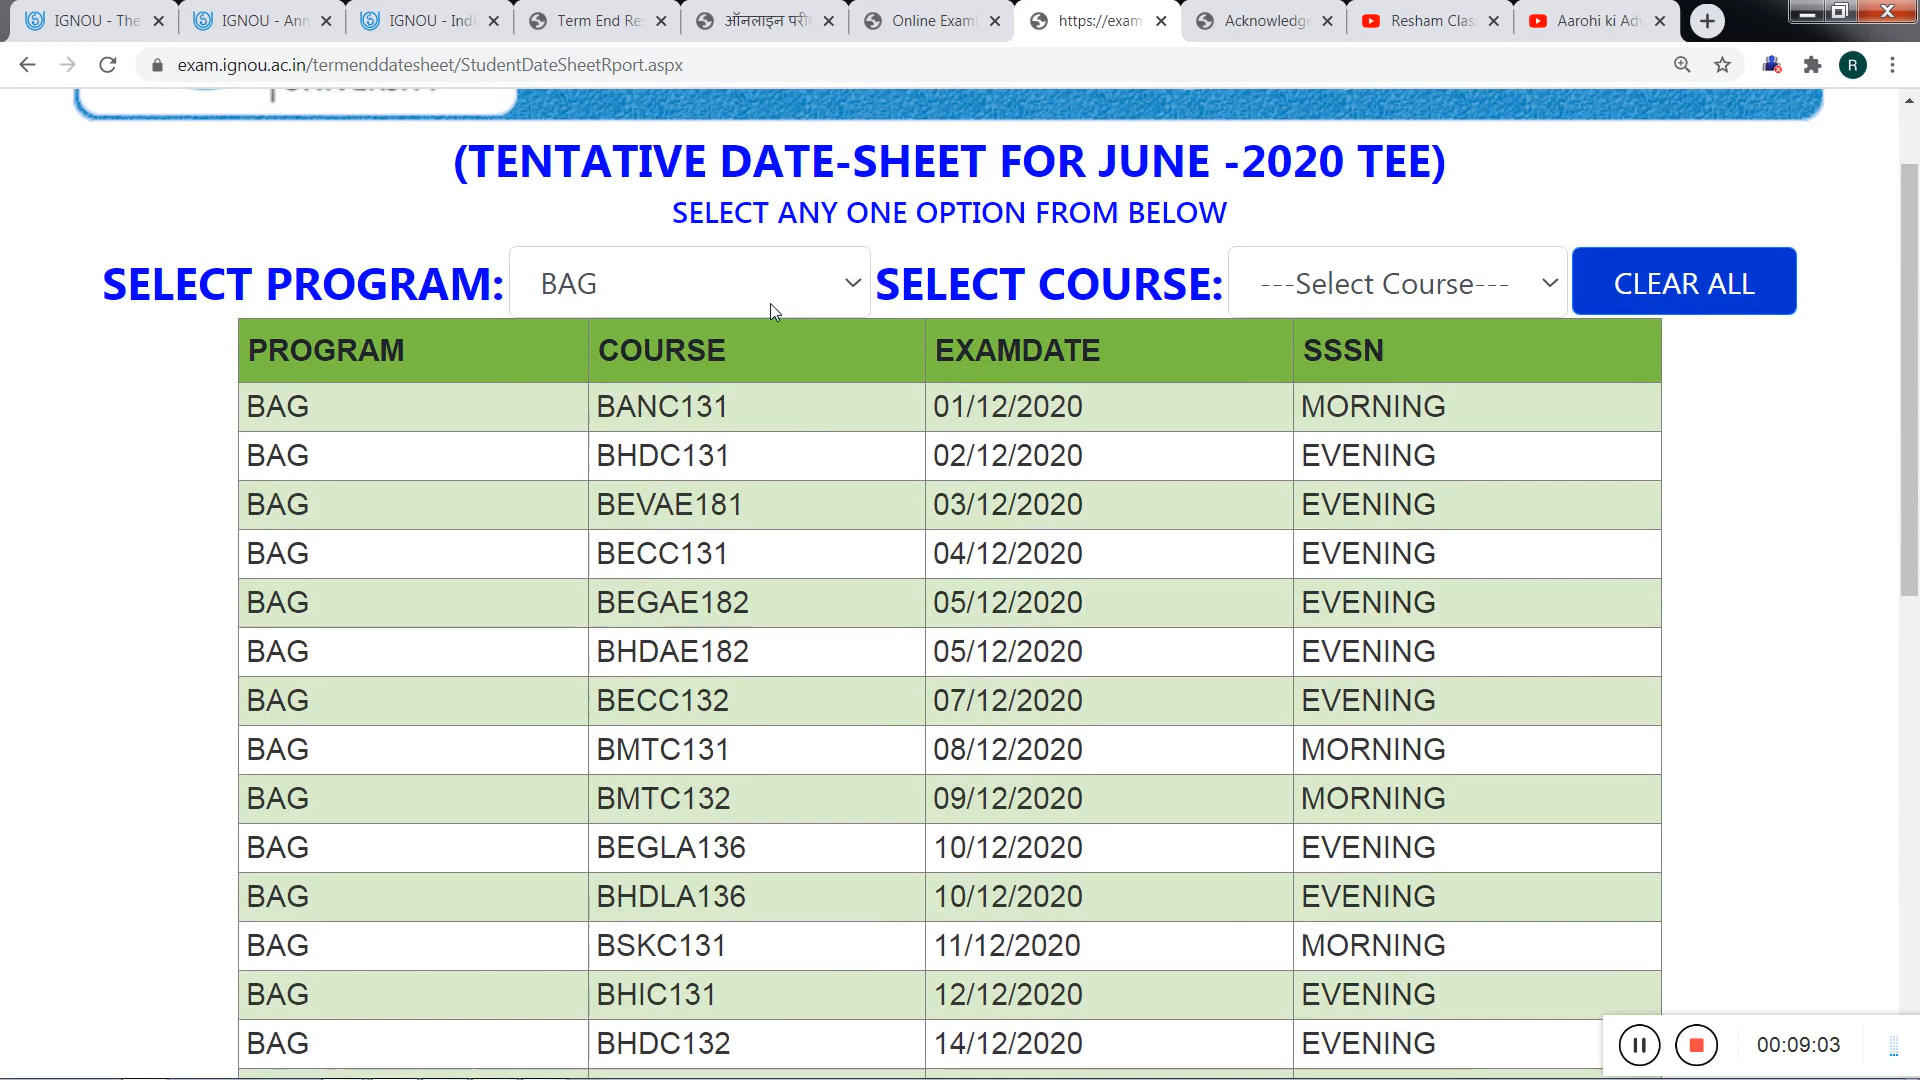 IGNOU - The
IGNOU - Ann
IGNOU - Indi
Term End Re
ऑनलाइन परी
Online Exami
https://exam
Acknowledge
Resham Clas
Aarohi ki Ad
exam.ignou.ac.in/termenddatesheet/StudentDateSheetRport.aspx
R
(TENTATIVE DATE-SHEET FOR JUNE -2020 TEE)
SELECT ANY ONE OPTION FROM BELOW
SELECT PROGRAM: BAG SELECT COURSE: ---Select Course--- CLEAR ALL
PROGRAM COURSE EXAMDATE SSSN
BAG BANC131 01/12/2020 MORNING
BAG BHDC131 02/12/2020 EVENING
BAG BEVAE181 03/12/2020 EVENING
BAG BECC131 04/12/2020 EVENING
BAG BEGAE182 05/12/2020 EVENING
BAG BHDAE182 05/12/2020 EVENING
BAG BECC132 07/12/2020 EVENING
BAG BMTC131 08/12/2020 MORNING
BAG BMTC132 09/12/2020 MORNING
BAG BEGLA136 10/12/2020 EVENING
BAG BHDLA136 10/12/2020 EVENING
BAG BSKC131 11/12/2020 MORNING
BAG BHIC131 12/12/2020 EVENING
BAG BHDC132 14/12/2020 EVENING
00:09:03